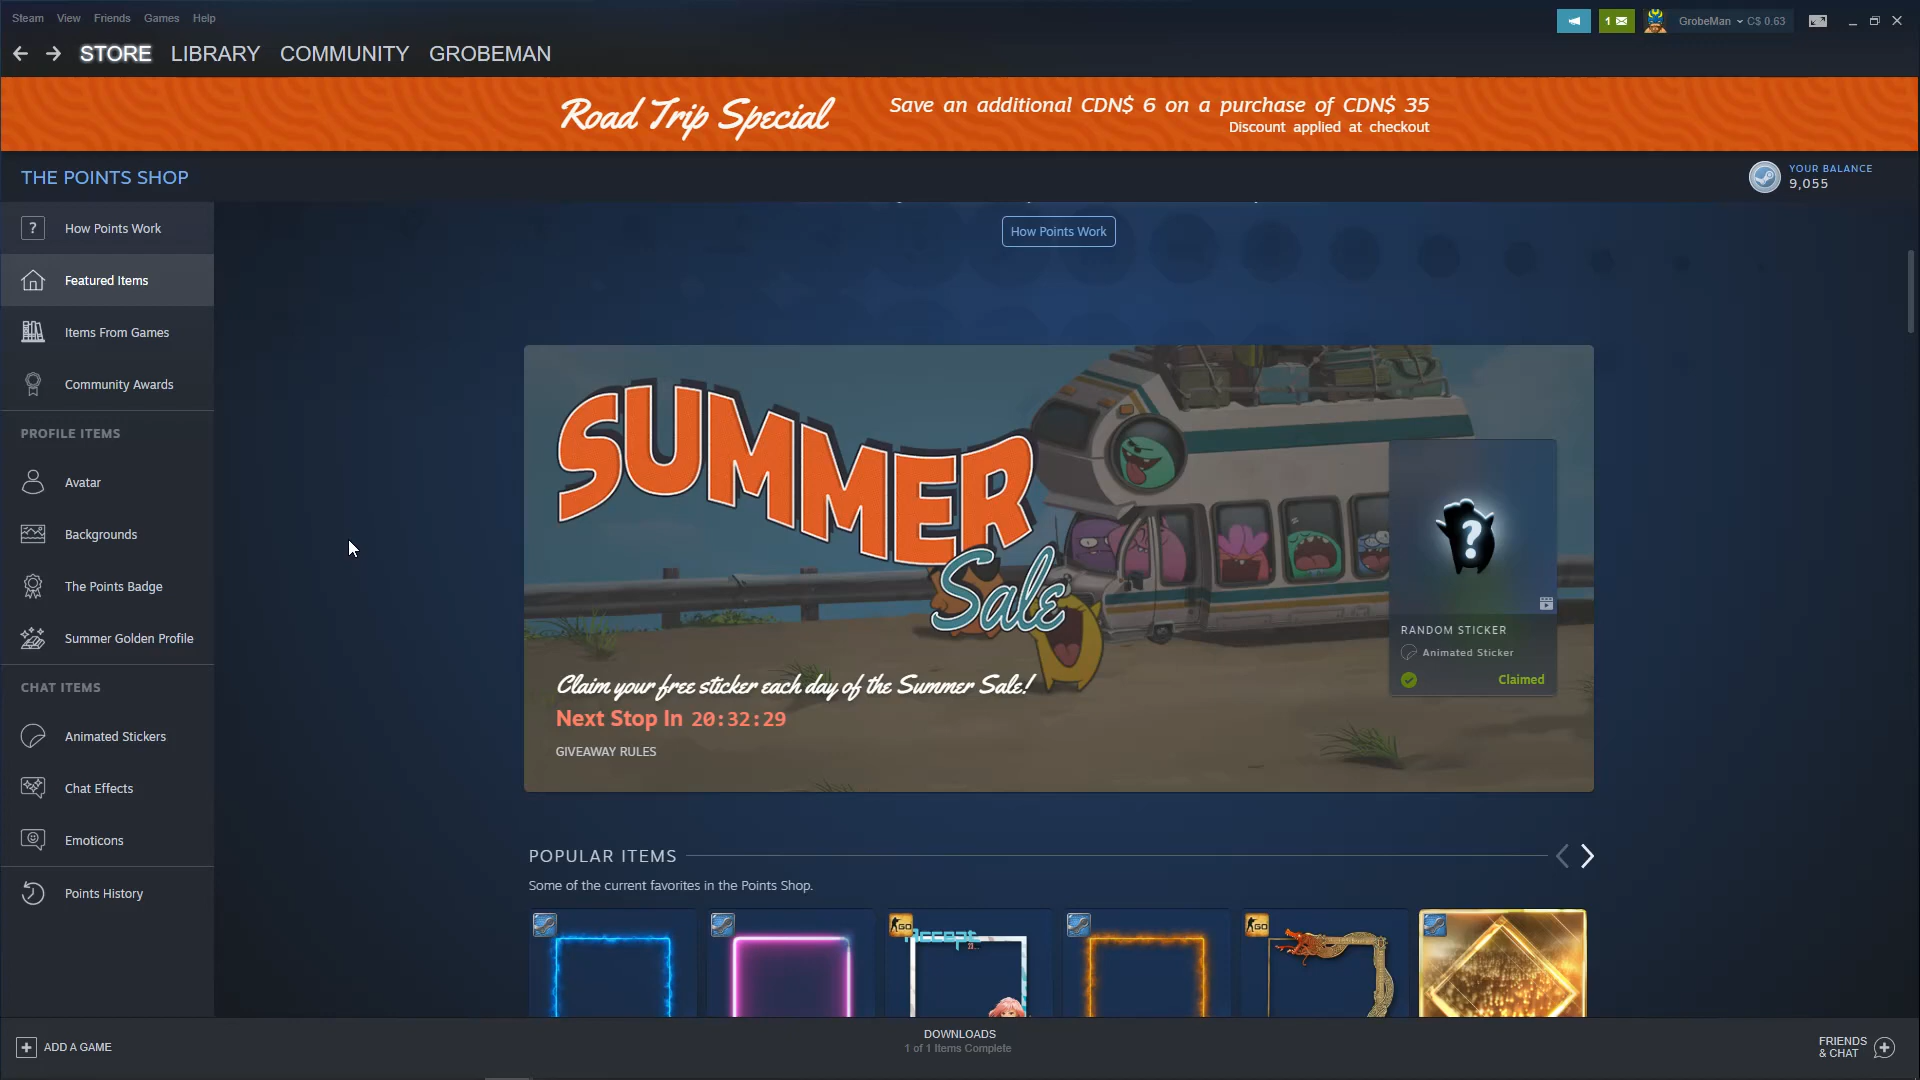 Steam View Friends Games Help
1
GrobeMan C$ 0.63
STORE LIBRARY COMMUNITY GROBEMAN
Road Trip Special
Save an additional CDN$ 6 on a purchase of CDN$ 35
Discount applied at checkout
THE POINTS SHOP
YOUR BALANCE
9,055
? How Points Work
Featured Items
Items From Games
Community Awards
PROFILE ITEMS
Avatar
Backgrounds
The Points Badge
Summer Golden Profile
CHAT ITEMS
Animated Stickers
Chat Effects
Emoticons
Points History
How Points Work
SUMMER
Sale
Claim your free sticker each day of the Summer Sale!
Next Stop In 20:32:29
GIVEAWAY RULES
?
RANDOM STICKER
Animated Sticker
Claimed
POPULAR ITEMS
Some of the current favorites in the Points Shop.
GO
Accept
GO
ADD A GAME
DOWNLOADS
1 of 1 Items Complete
FRIENDS
& CHAT